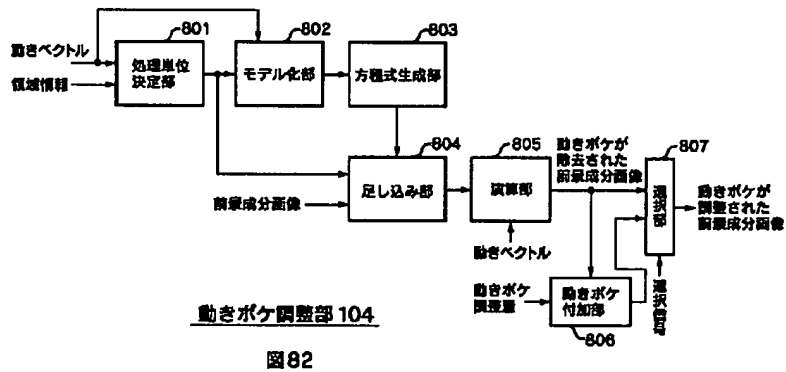 801
802
803
動きベクトル
領域情報
処理単位
決定部
モデル化部
方程式生成部
804
805
動きボケが
除去された
前景成分画像
807
足し込み部
演算部
選択部
動きボケが
調整された
前景成分画像
前景成分画像
動きベクトル
動きボケ
調整量
動きボケ
付加部
選択信号
806
動きボケ調整部104
図82